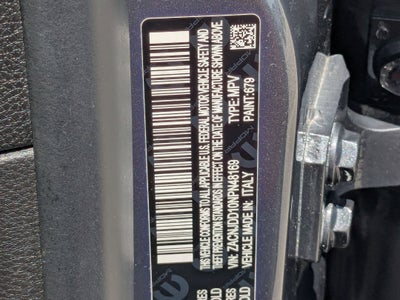 THIS VEHICLE CONFORMS TO ALL APPLICABLE U.S. FEDERAL MOTOR VEHICLE SAFETY AND
THEFT PREVENTION STANDARDS IN EFFECT ON THE DATE OF MANUFACTURE SHOWN ABOVE.
VIN: ZACNJDD10NPN48169 TYPE: MPV
VEHICLE MADE IN: ITALY PAINT: 679
MOPAR